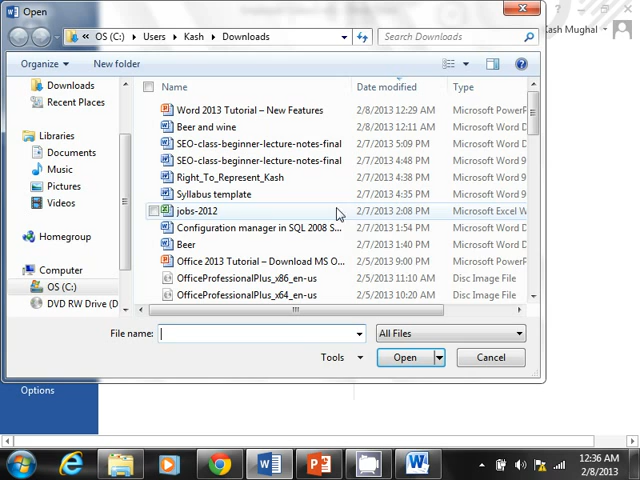 Open
OS (C:) Users Kash Downloads
Search Downloads
Kash Mughal
Organize
New folder
Name
Date modified
Type
Downloads
Recent Places
Libraries
Documents
Music
Pictures
Videos
Homegroup
Computer
OS (C:)
DVD RW Drive (D
Word 2013 Tutorial – New Features 2/8/2013 12:29 AM Microsoft PowerP
Beer and wine 2/8/2013 12:11 AM Microsoft Word D
SEO-class-beginner-lecture-notes-final 2/7/2013 5:09 PM Microsoft Word D
SEO-class-beginner-lecture-notes-final 2/7/2013 4:48 PM Microsoft Word 9
Right_To_Represent_Kash 2/7/2013 4:38 PM Microsoft Word 9
Syllabus template 2/7/2013 4:35 PM Microsoft Word 9
jobs-2012 2/7/2013 2:08 PM Microsoft Excel W
Configuration manager in SQL 2008 S... 2/7/2013 1:54 PM Microsoft Word D
Beer 2/7/2013 1:40 PM Microsoft Word D
Office 2013 Tutorial – Download MS O... 2/5/2013 9:00 PM Microsoft PowerP
OfficeProfessionalPlus_x86_en-us 2/5/2013 11:10 AM Disc Image File
OfficeProfessionalPlus_x64_en-us 2/5/2013 10:20 AM Disc Image File
File name:
All Files
Tools
Open
Cancel
Options
12:36 AM
2/8/2013